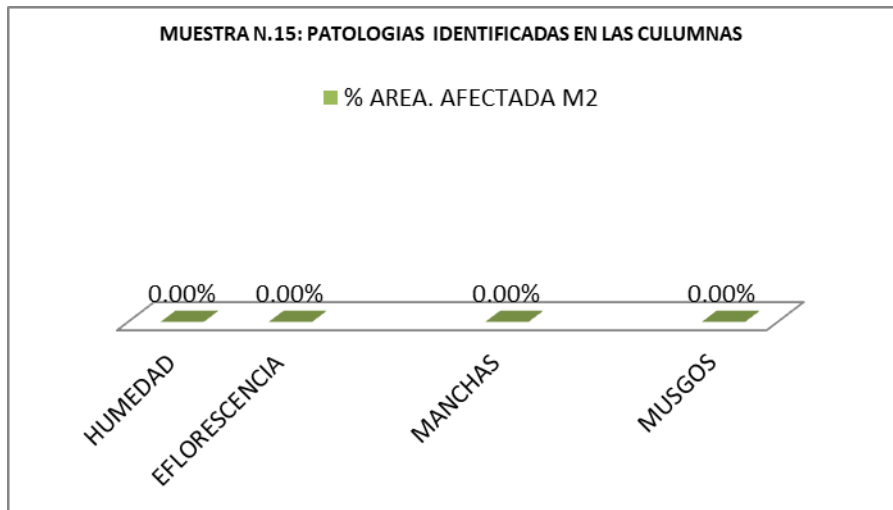 MUESTRA N.15: PATOLOGIAS IDENTIFICADAS EN LAS CULUMNAS
% AREA. AFECTADA M2
0.00% 0.00% 0.00% 0.00%
HUMEDAD
EFLORESCENCIA
MANCHAS
MUSGOS